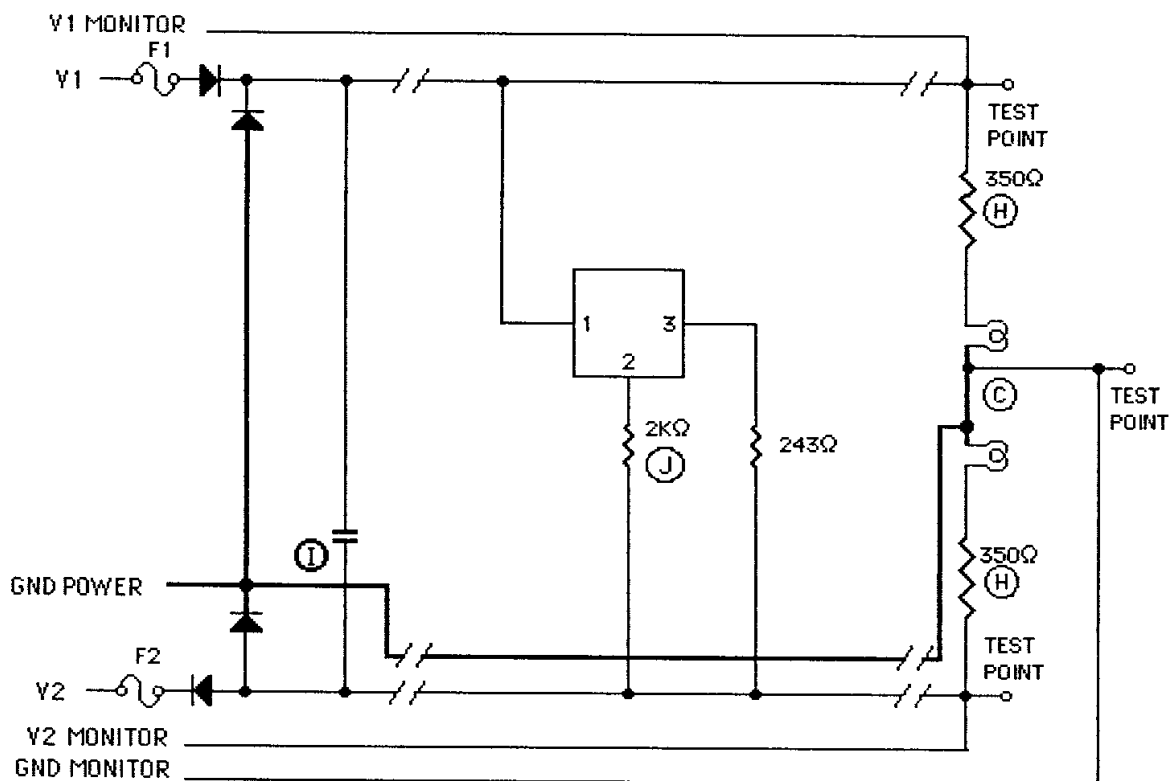 V1 MONITOR
F1
V1
TEST
POINT
350Ω
H
1
3
2
C
TEST
POINT
2KΩ
J
243Ω
I
350Ω
H
GND POWER
F2
TEST
POINT
V2
V2 MONITOR
GND MONITOR